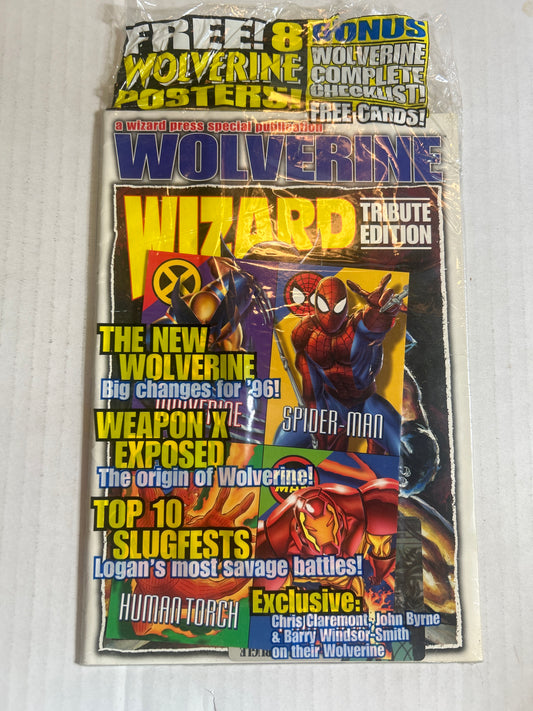 FREE! 8
WOLVERINE
POSTERS!
BONUS
WOLVERINE
COMPLETE
CHECKLIST!
FREE CARDS!
a wizard press special publication
WOLVERINE
WIZARD
TRIBUTE
EDITION
THE NEW
WOLVERINE
Big changes for '96!
WOLVERINE
SPIDER-MAN
WEAPON X
EXPOSED
The origin of Wolverine!
TOP 10
SLUGFESTS
Logan's most savage battles!
HUMAN TORCH
Exclusive:
Chris Claremont, John Byrne
& Barry Windsor-Smith
on their Wolverine